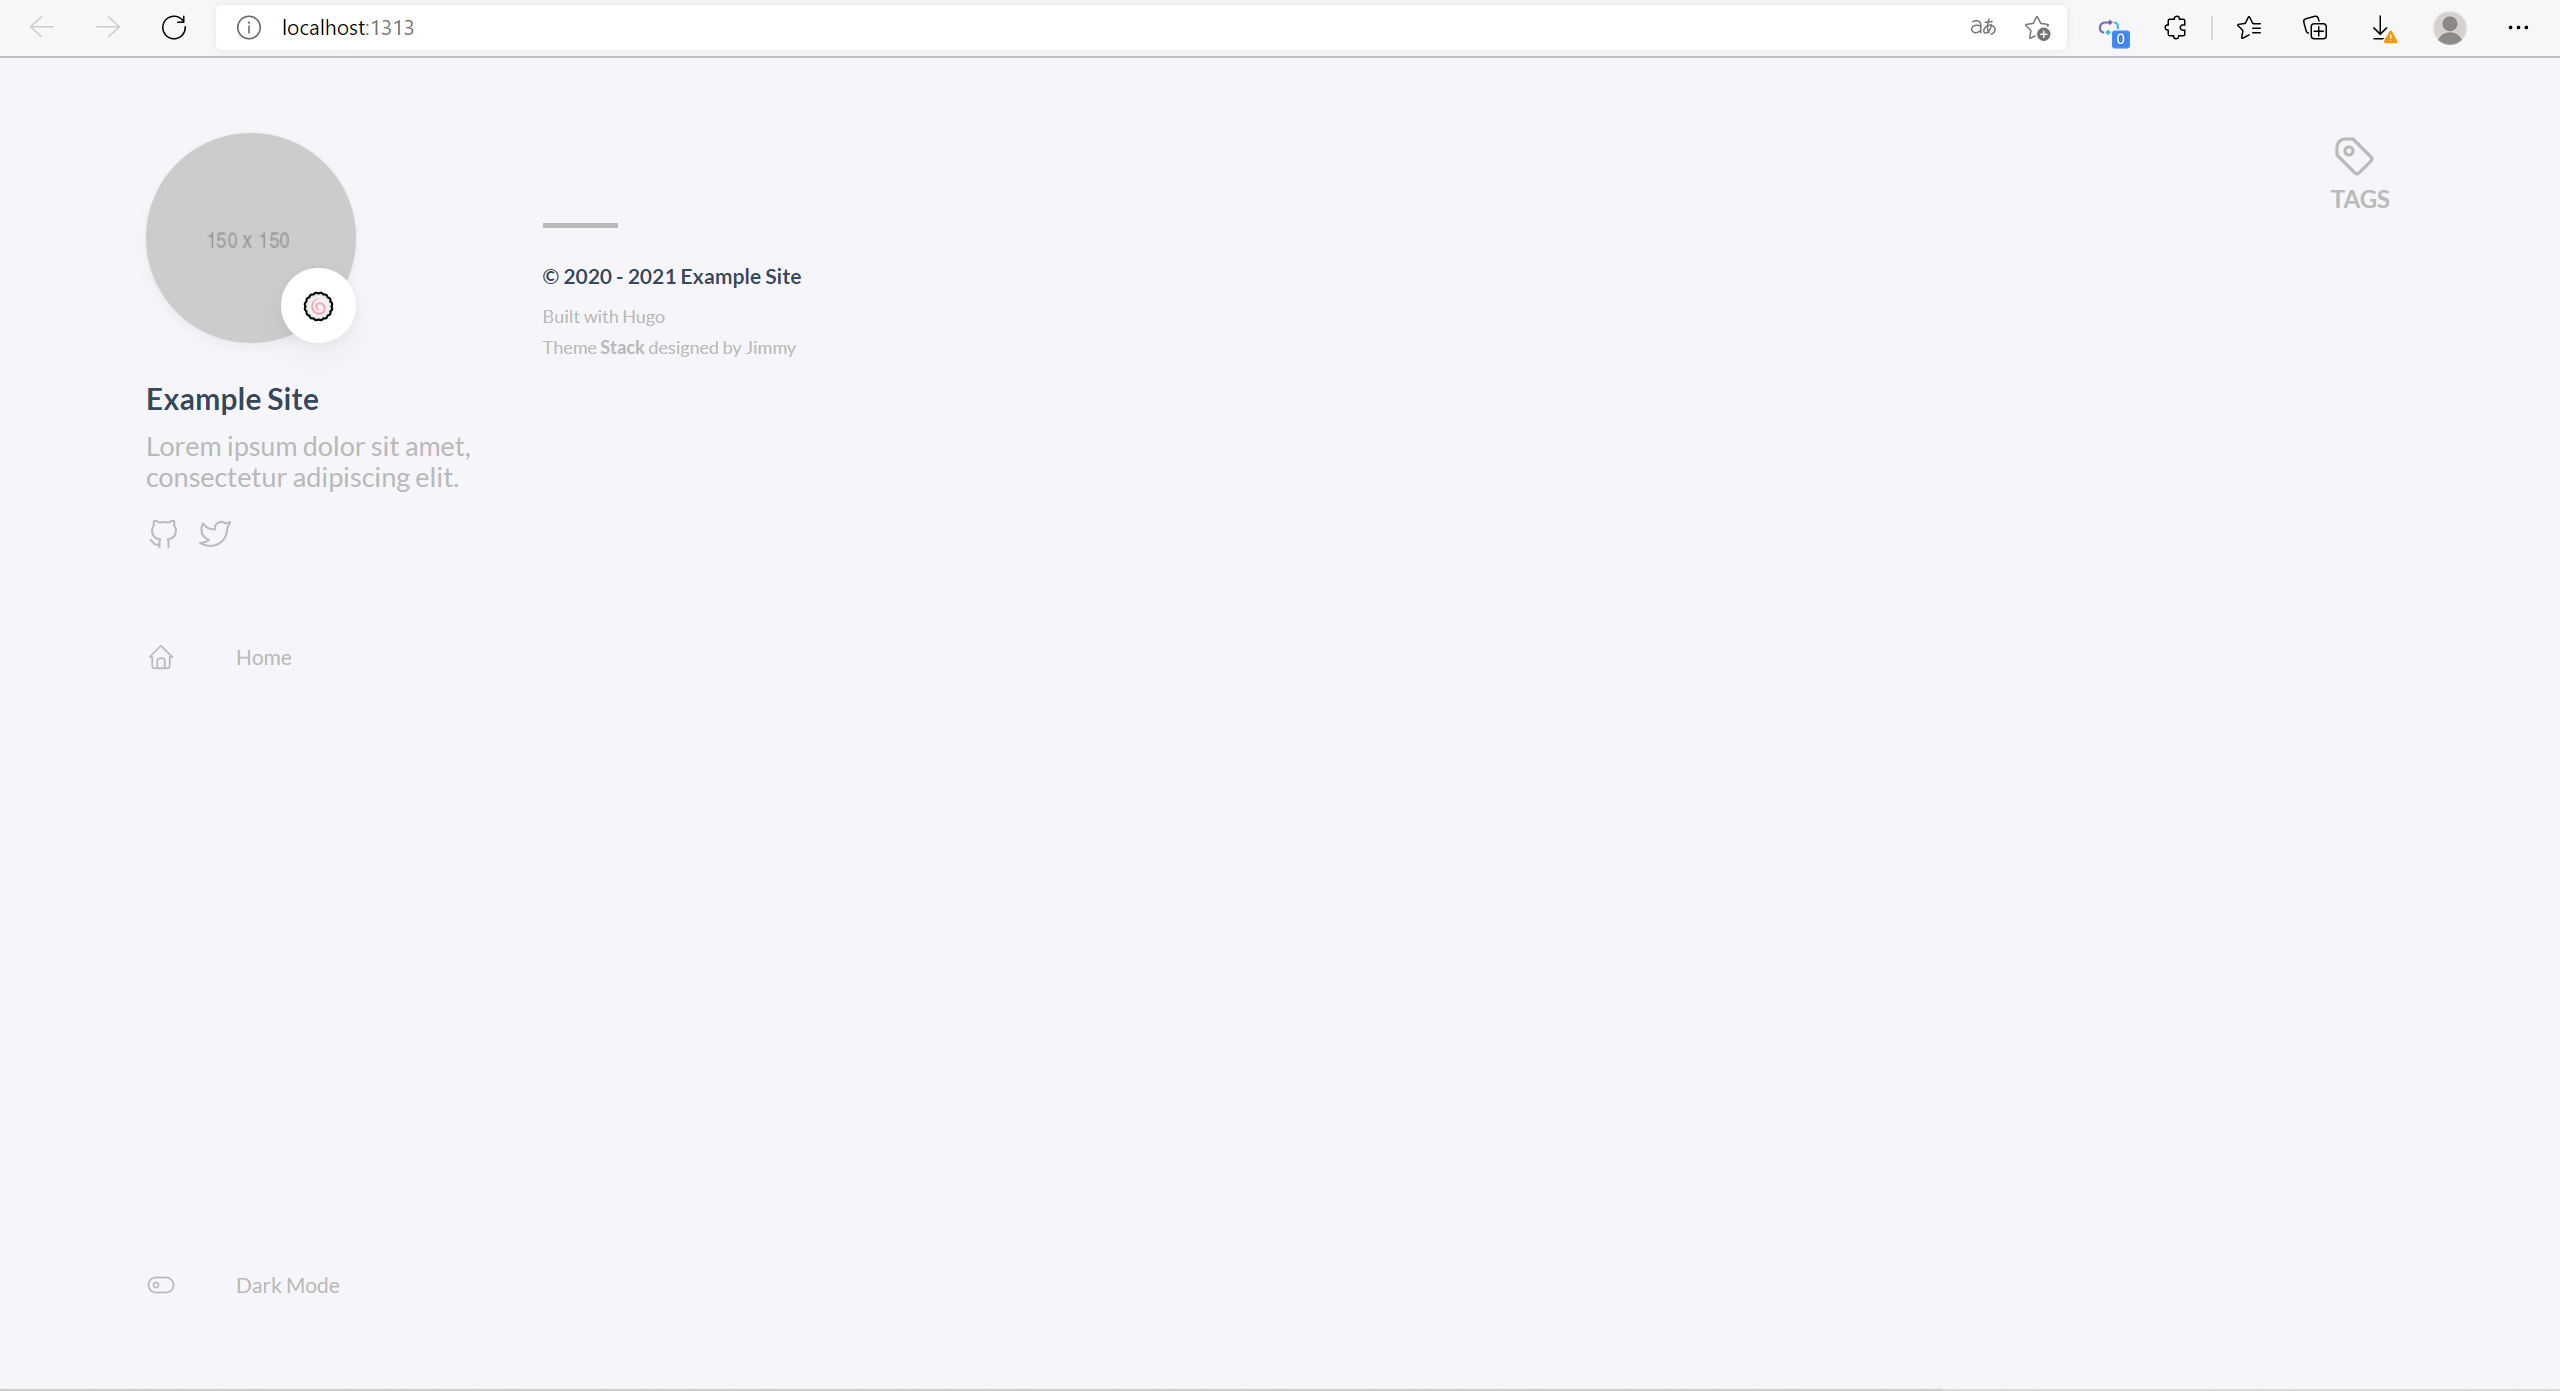 localhost:1313
aあ
0
150 x 150
Example Site
Lorem ipsum dolor sit amet,
consectetur adipiscing elit.
Home
Dark Mode
© 2020 - 2021 Example Site
Built with Hugo
Theme Stack designed by Jimmy
TAGS